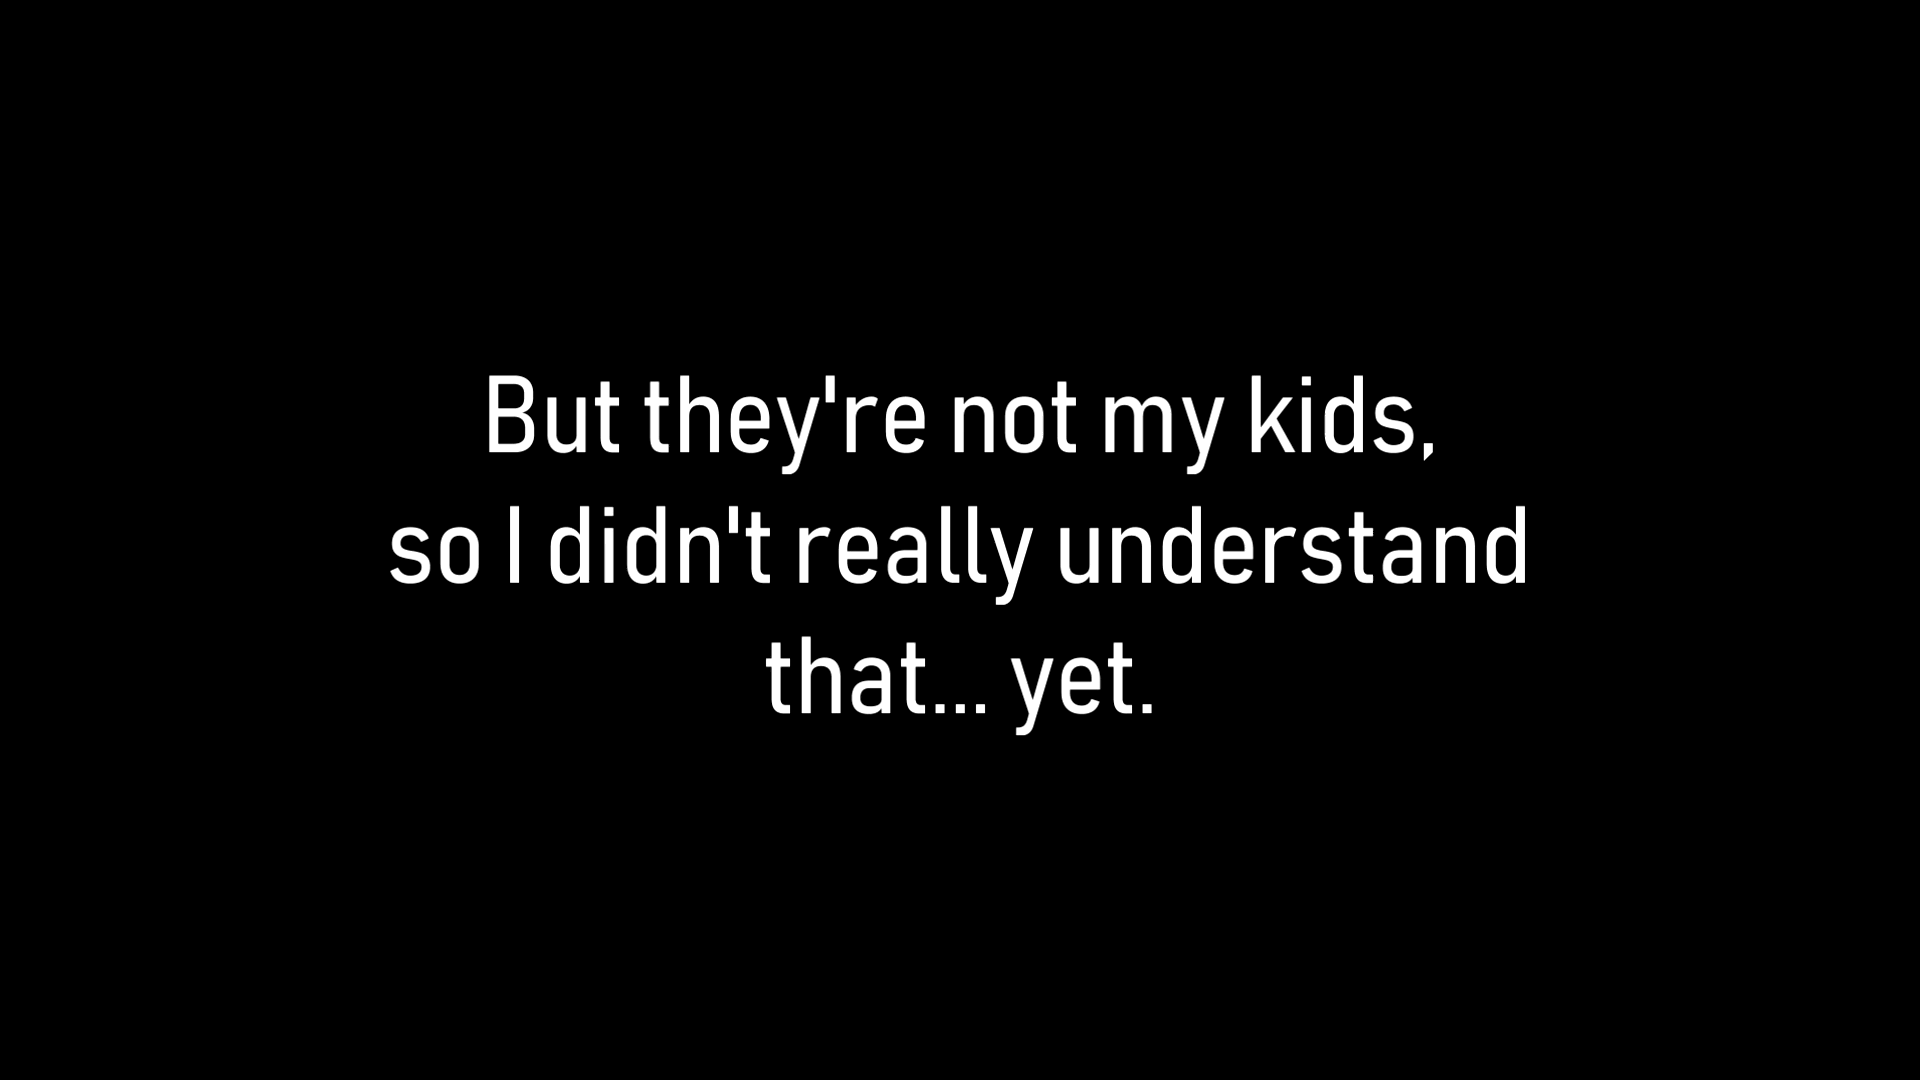 But they're not my kids,
so I didn't really understand
that... yet.